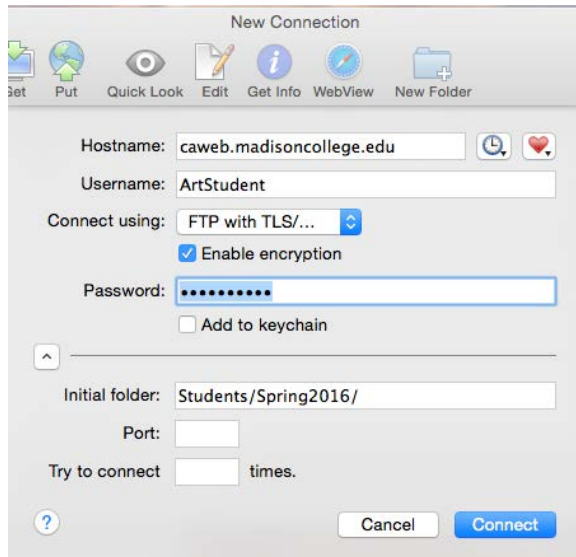 New Connection
Get Put Quick Look Edit Get Info WebView New Folder
Hostname: caweb.madisoncollege.edu
Username: ArtStudent
Connect using: FTP with TLS/...
Enable encryption
Password: ••••••••••
Add to keychain
Initial folder: Students/Spring2016/
Port:
Try to connect times.
? Cancel Connect